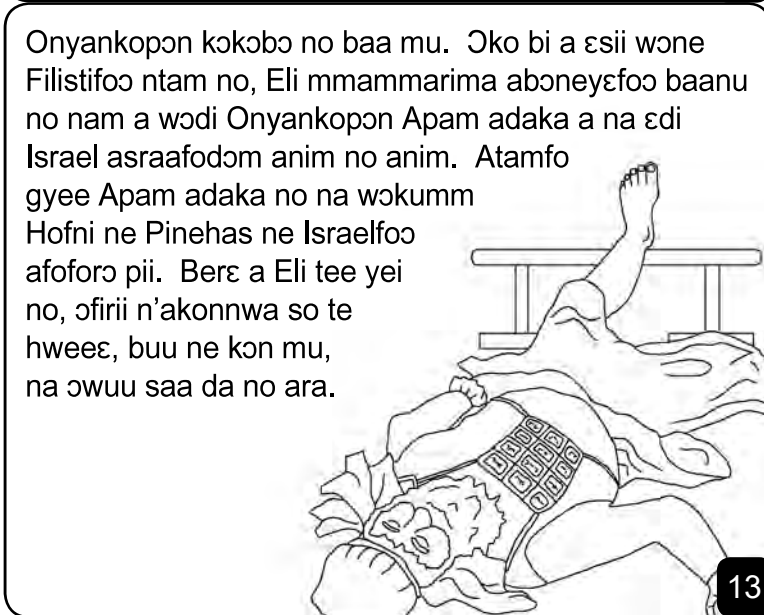 Onyankopɔn kɔkɔbɔ no baa mu. Ɔko bi a ɛsii wɔne
Filistifoɔ ntam no, Eli mmammarima abɔneyɛfoɔ baanu
no nam a wɔdi Onyankopɔn Apam adaka a na ɛdi
Israel asraafodɔm anim no anim. Atamfo
gyee Apam adaka no na wɔkumm
Hofni ne Pinehas ne Israelfoɔ
afoforɔ pii. Berɛ a Eli tee yei
no, ɔfirii n'akonnwa so te
hweeɛ, buu ne kɔn mu,
na ɔwuu saa da no ara.
13